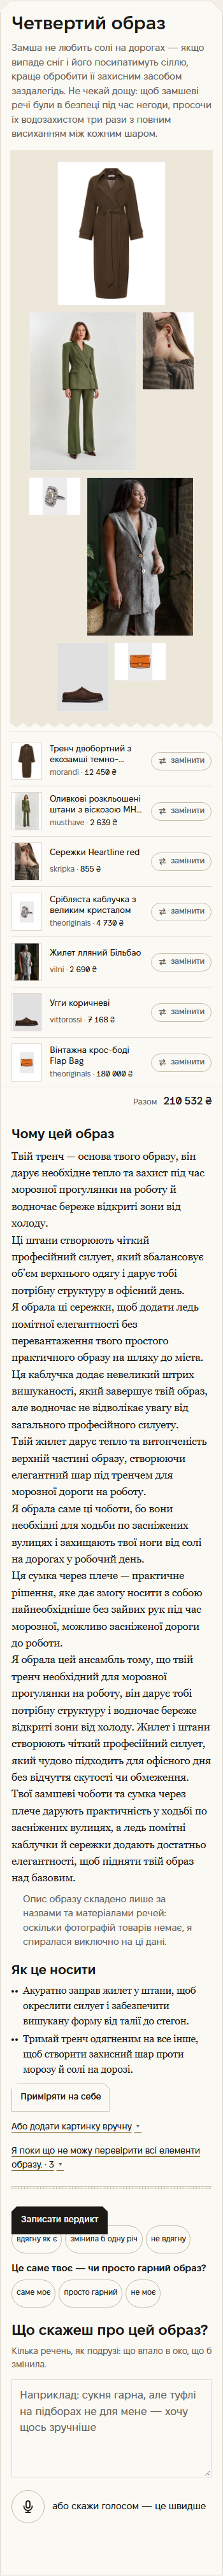 Четвертий образ
Замша не любить солі на дорогах — якщо
випаде сніг і його посипатимуть сіллю,
краще обробити її захисним засобом
заздалегідь. Не чекай дощу: щоб замшеві
речі були в безпеці під час негоди, просочи
їх водозахистом три рази з повним
висиханням між кожним шаром.
Тренч двобортний з
екозамші темно-...
morandi · 12 450 ₴
замінити
Оливкові розкльошені
штани з віскозою MH...
musthave · 2 639 ₴
замінити
Сережки Heartline red
skripka · 855 ₴
замінити
Срібляста каблучка з
великим кристалом
theoriginals · 4 730 ₴
замінити
Жилет лляний Більбао
vilni · 2 690 ₴
замінити
Угги коричневі
vittorossi · 7 168 ₴
замінити
Вінтажна крос-боді
Flap Bag
theoriginals · 180 000 ₴
замінити
Разом 210 532 ₴
Чому цей образ
Твій тренч — основа твого образу, він
дарує необхідне тепло та захист під час
морозної прогулянки на роботу й
водночас береже відкриті зони від
холоду.
Ці штани створюють чіткий
професійний силует, який збалансовує
об'єм верхнього одягу і дарує тобі
потрібну структуру в офісний день.
Я обрала ці сережки, щоб додати ледь
помітної елегантності без
перевантаження твого простого
практичного образу на шляху до міста.
Ця каблучка додає невеликий штрих
вишуканості, який завершує твій образ,
але водночас не відволікає увагу від
загального професійного силуету.
Твій жилет дарує тепло та витонченість
верхній частині образу, створюючи
елегантний шар під тренчем для
морозної дороги на роботу.
Я обрала саме ці чоботи, бо вони
необхідні для ходьби по засніжених
вулицях і захищають твої ноги від солі
на дорогах у робочий день.
Ця сумка через плече — практичне
рішення, яке дає змогу носити з собою
найнеобхідніше без зайвих рук під час
морозної, можливо засніженої дороги
до роботи.
Я обрала цей ансамбль тому, що твій
тренч необхідний для морозної
прогулянки на роботу, він дарує тобі
потрібну структуру і водночас береже
відкриті зони від холоду. Жилет і штани
створюють чіткий професійний силует,
який чудово підходить для офісного дня
без відчуття скутості чи обмеження.
Твої замшеві чоботи та сумка через
плече дарують практичність у ходьбі по
засніжених вулицях, а ледь помітні
каблучки й сережки додають достатньо
елегантності, щоб підняти твій образ
над базовим.
Опис образу складено лише за
назвами та матеріалами речей:
оскільки фотографій товарів немає, я
спиралася виключно на ці дані.
Як це носити
Акуратно заправ жилет у штани, щоб
окреслити силует і забезпечити
вишукану форму від талії до стегон.
Тримай тренч одягненим на все інше,
щоб створити захисний шар проти
морозу й солі на дорозі.
Приміряти на себе
Або додати картинку вручну
Я поки що не можу перевірити всі елементи
образу. · 3
Записати вердикт
вдягну як є
змінила б одну річ
не вдягну
Це саме твоє — чи просто гарний образ?
саме моє
просто гарний
не моє
Що скажеш про цей образ?
Кілька речень, як подрузі: що впало в око, що б
змінила.
Наприклад: сукня гарна, але туфлі
на підборах не для мене — хочу
щось зручніше
або скажи голосом — це швидше